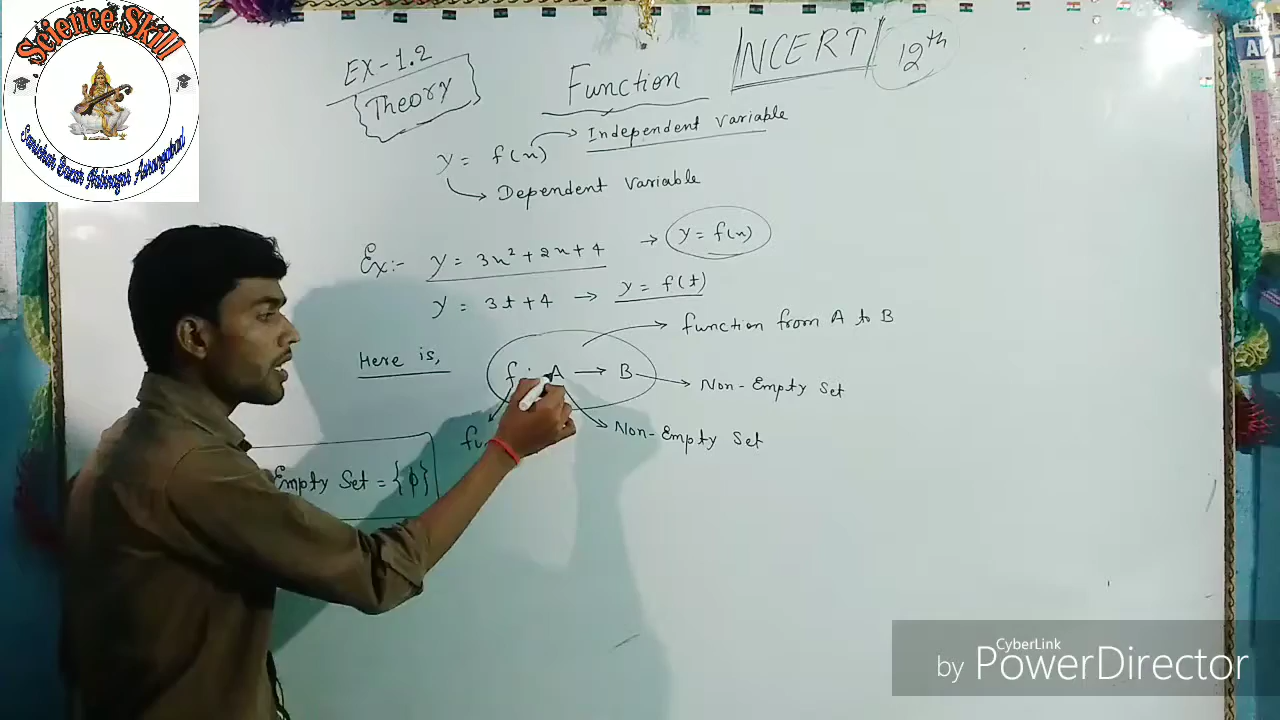 Science Skill
EX-1.2
Theory
Function
NCERT
12th
y = f(x)
Independent Variable
Dependent Variable
Ex:- y = 3x² + 2x + 4 → y = f(x)
y = 3t + 4 → y = f(t)
function from A to B
Here is,
f : A → B
Non-Empty Set
Non-Empty Set
Empty Set = {ϕ}
CyberLink
by PowerDirector